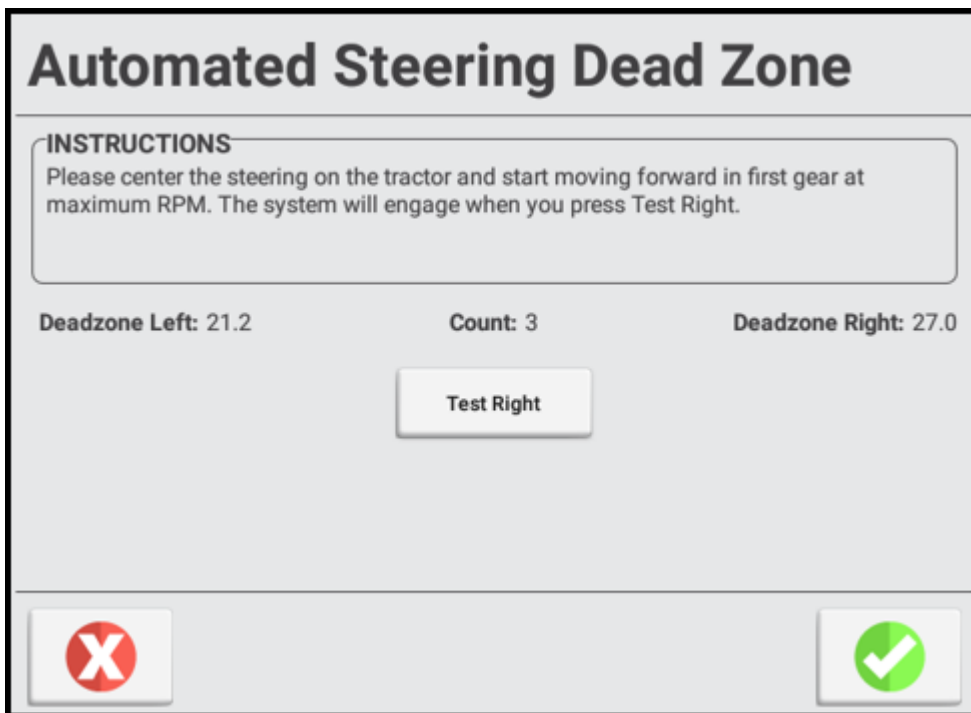 Automated Steering Dead Zone
INSTRUCTIONS
Please center the steering on the tractor and start moving forward in first gear at
maximum RPM. The system will engage when you press Test Right.
Deadzone Left: 21.2 Count: 3 Deadzone Right: 27.0
Test Right